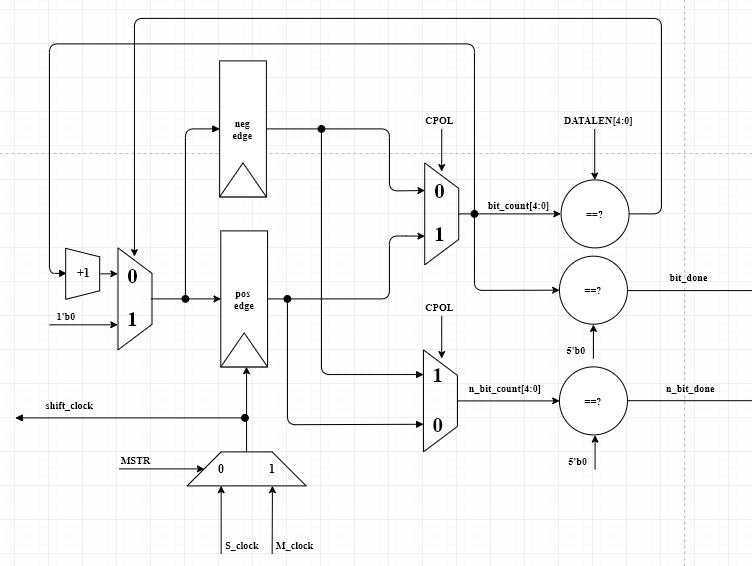 neg
edge
CPOL
DATALEN[4:0]
0
1
bit_count[4:0]
==?
+1
0
1
1'b0
pos
edge
bit_done
==?
5'b0
CPOL
1
0
n_bit_count[4:0]
==?
n_bit_done
5'b0
shift_clock
MSTR
0 1
S_clock M_clock